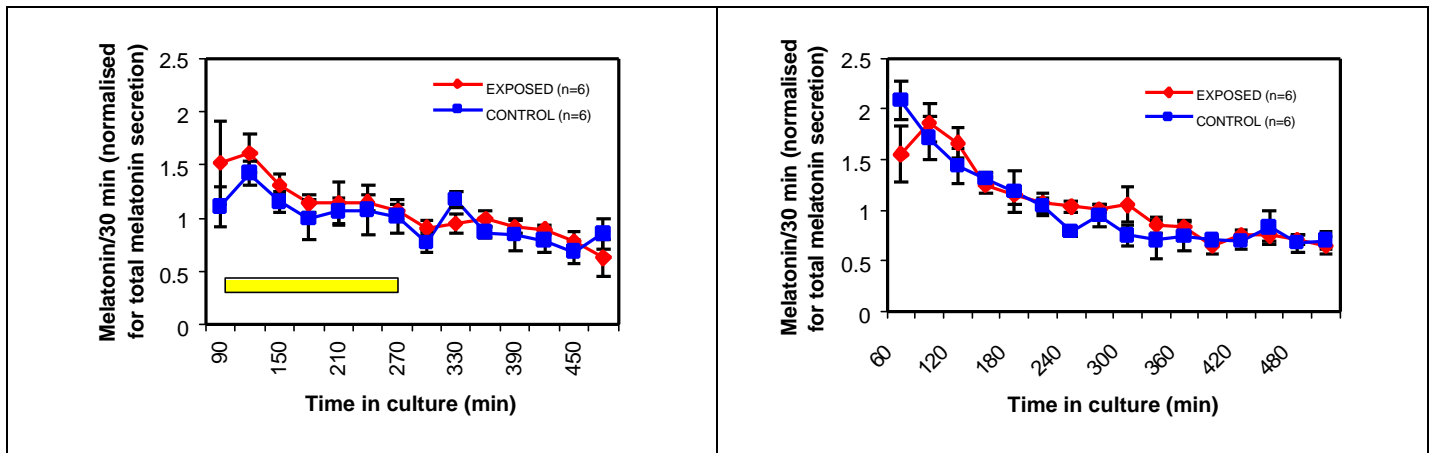 Melatonin/30 min (normalised
for total melatonin secretion)
2.5
2
1.5
1
0.5
0
EXPOSED (n=6)
CONTROL (n=6)
90
150
210
270
330
390
450
Time in culture (min)
Melatonin/30 min (normalised
for total melatonin secretion)
2.5
2
1.5
1
0.5
0
EXPOSED (n=6)
CONTROL (n=6)
60
120
180
240
300
360
420
480
Time in culture (min)